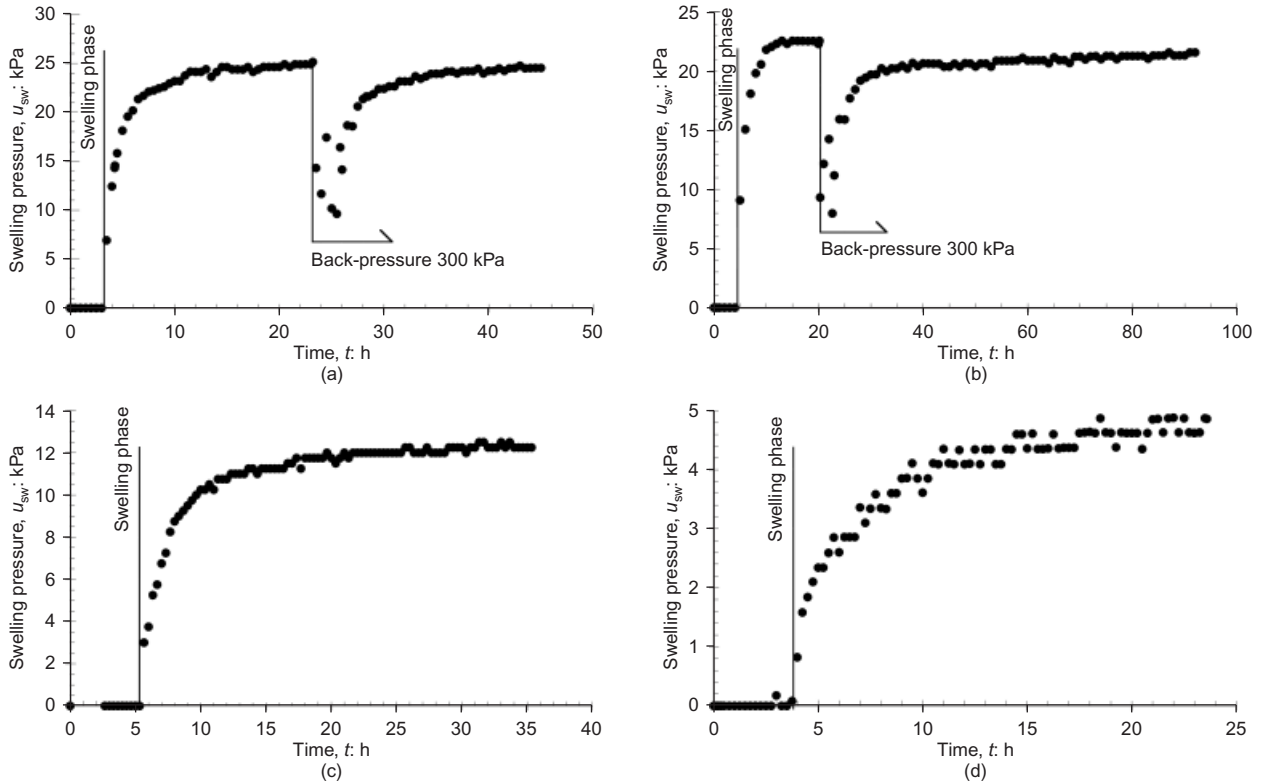 Swelling pressure, usw: kPa
30
25
20
15
10
5
0
Swelling phase
Back-pressure 300 kPa
0 10 20 30 40 50
Time, t: h
(a)
Swelling pressure, usw: kPa
25
20
15
10
5
0
Swelling phase
Back-pressure 300 kPa
0 20 40 60 80 100
Time, t: h
(b)
Swelling pressure, usw: kPa
14
12
10
8
6
4
2
0
Swelling phase
0 5 10 15 20 25 30 35 40
Time, t: h
(c)
Swelling pressure, usw: kPa
5
4
3
2
1
0
Swelling phase
0 5 10 15 20 25
Time, t: h
(d)